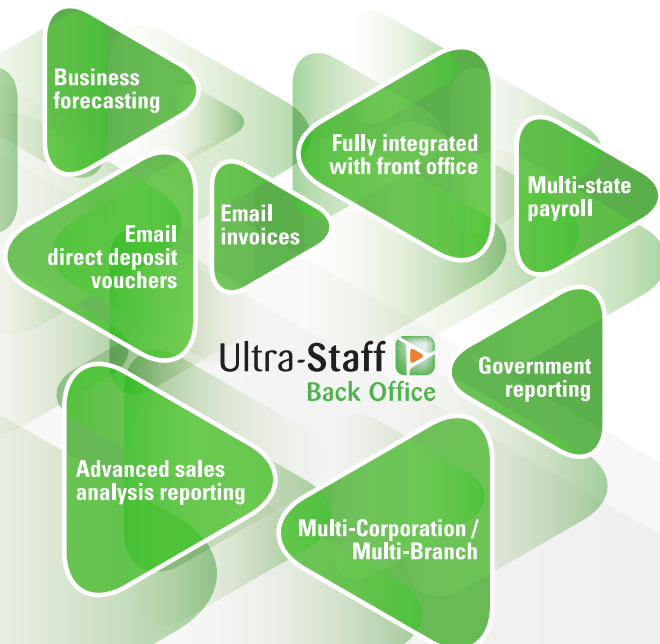 Business
forecasting
Fully integrated
with front office
Multi-state
payroll
Email
invoices
Email
direct deposit
vouchers
Ultra-Staff
Back Office
Government
reporting
Advanced sales
analysis reporting
Multi-Corporation /
Multi-Branch